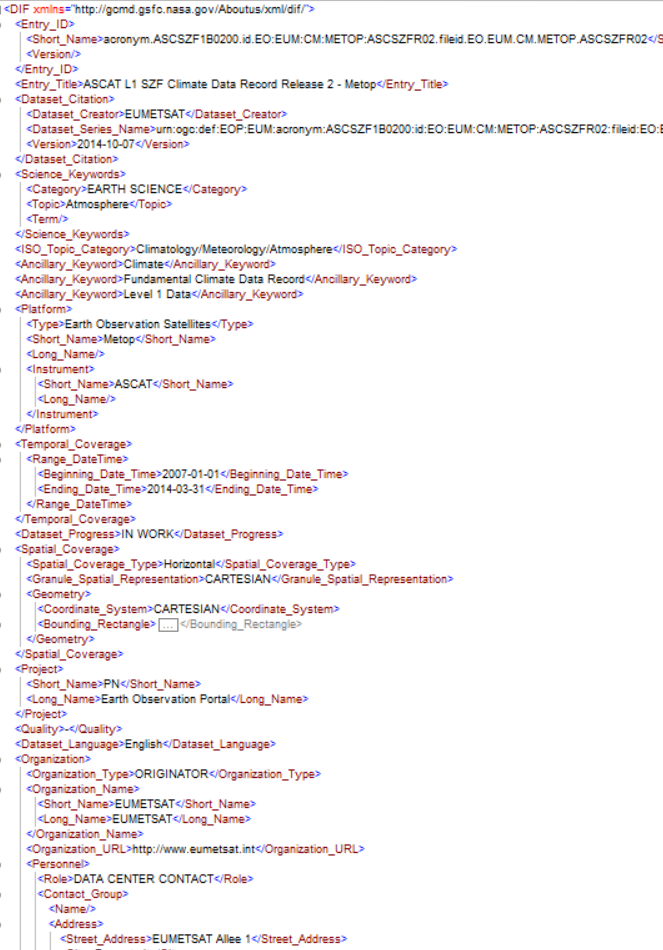 <DIF xmlns="http://gcmd.gsfc.nasa.gov/Aboutus/xml/dif/">
<Entry_ID>
<Short_Name>acronym.ASCSZF1B0200.id.EO:EUM:CM:METOP:ASCSZFR02.fileid.EO.EUM.CM.METOP.ASCSZFR02</S
<Version/>
</Entry_ID>
<Entry_Title>ASCAT L1 SZF Climate Data Record Release 2 - Metop</Entry_Title>
<Dataset_Citation>
<Dataset_Creator>EUMETSAT</Dataset_Creator>
<Dataset_Series_Name>urn:ogc:def:EOP:EUM:acronym:ASCSZF1B0200:id:EO:EUM:CM:METOP:ASCSZFR02:fileid:EO:E
<Version>2014-10-07</Version>
</Dataset_Citation>
<Science_Keywords>
<Category>EARTH SCIENCE</Category>
<Topic>Atmosphere</Topic>
<Term/>
</Science_Keywords>
<ISO_Topic_Category>Climatology/Meteorology/Atmosphere</ISO_Topic_Category>
<Ancillary_Keyword>Climate</Ancillary_Keyword>
<Ancillary_Keyword>Fundamental Climate Data Record</Ancillary_Keyword>
<Ancillary_Keyword>Level 1 Data</Ancillary_Keyword>
<Platform>
<Type>Earth Observation Satellites</Type>
<Short_Name>Metop</Short_Name>
<Long_Name/>
<Instrument>
<Short_Name>ASCAT</Short_Name>
<Long_Name/>
</Instrument>
</Platform>
<Temporal_Coverage>
<Range_DateTime>
<Beginning_Date_Time>2007-01-01</Beginning_Date_Time>
<Ending_Date_Time>2014-03-31</Ending_Date_Time>
</Range_DateTime>
</Temporal_Coverage>
<Dataset_Progress>IN WORK</Dataset_Progress>
<Spatial_Coverage>
<Spatial_Coverage_Type>Horizontal</Spatial_Coverage_Type>
<Granule_Spatial_Representation>CARTESIAN</Granule_Spatial_Representation>
<Geometry>
<Coordinate_System>CARTESIAN</Coordinate_System>
<Bounding_Rectangle> ... </Bounding_Rectangle>
</Geometry>
</Spatial_Coverage>
<Project>
<Short_Name>PN</Short_Name>
<Long_Name>Earth Observation Portal</Long_Name>
</Project>
<Quality>-</Quality>
<Dataset_Language>English</Dataset_Language>
<Organization>
<Organization_Type>ORIGINATOR</Organization_Type>
<Organization_Name>
<Short_Name>EUMETSAT</Short_Name>
<Long_Name>EUMETSAT</Long_Name>
</Organization_Name>
<Organization_URL>http://www.eumetsat.int</Organization_URL>
<Personnel>
<Role>DATA CENTER CONTACT</Role>
<Contact_Group>
<Name/>
<Address>
<Street_Address>EUMETSAT Allee 1</Street_Address>